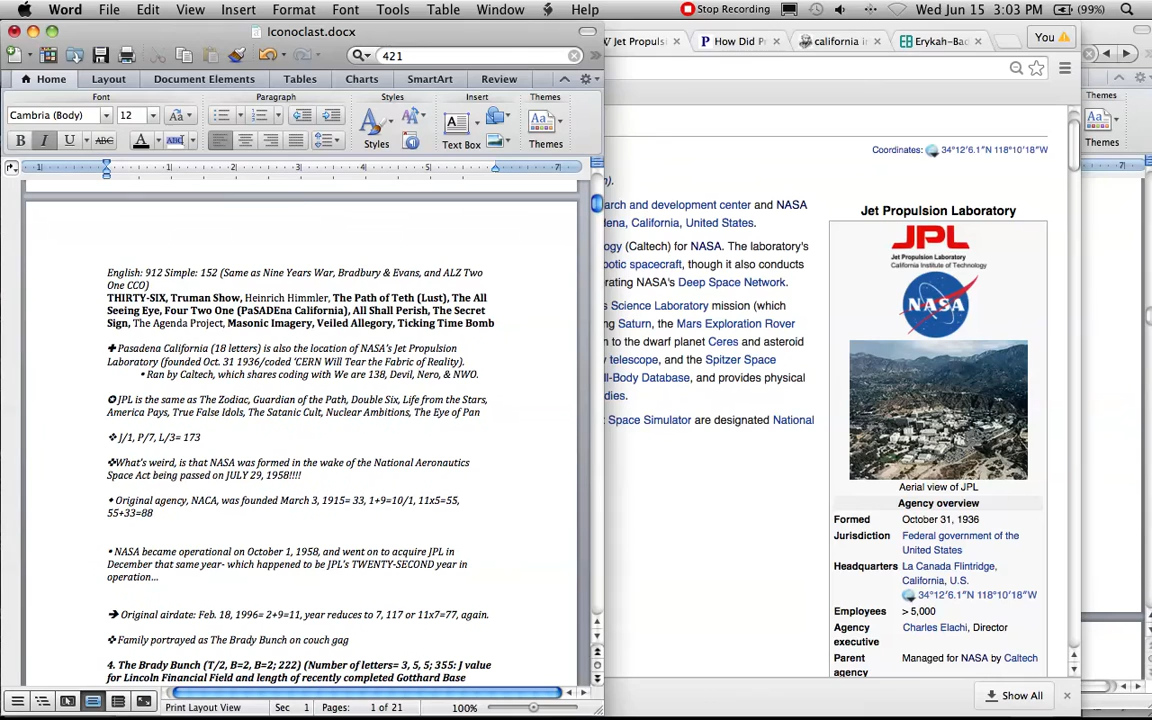 Word File Edit View Insert Format Font Tools Table Window Help Stop Recording Wed Jun 15 3:03 PM (99%)
Iconoclast.docx
421
Home Layout Document Elements Tables Charts SmartArt Review
Font Paragraph Styles Insert Themes
Cambria (Body) 12 Aa
B I U ABC A ABC
Styles Text Box Themes
English: 912 Simple: 152 (Same as Nine Years War, Bradbury & Evans, and ALZ Two
One CCO)
THIRTY-SIX, Truman Show, Heinrich Himmler, The Path of Teth (Lust), The All
Seeing Eye, Four Two One (PaSADEna California), All Shall Perish, The Secret
Sign, The Agenda Project, Masonic Imagery, Veiled Allegory, Ticking Time Bomb
✚ Pasadena California (18 letters) is also the location of NASA's Jet Propulsion
Laboratory (founded Oct. 31 1936/coded 'CERN Will Tear the Fabric of Reality).
• Ran by Caltech, which shares coding with We are 138, Devil, Nero, & NWO.
✪ JPL is the same as The Zodiac, Guardian of the Path, Double Six, Life from the Stars,
America Pays, True False Idols, The Satanic Cult, Nuclear Ambitions, The Eye of Pan
❖ J/1, P/7, L/3= 173
❖What's weird, is that NASA was formed in the wake of the National Aeronautics
Space Act being passed on JULY 29, 1958!!!!
• Original agency, NACA, was founded March 3, 1915= 33, 1+9=10/1, 11x5=55,
55+33=88
• NASA became operational on October 1, 1958, and went on to acquire JPL in
December that same year- which happened to be JPL's TWENTY-SECOND year in
operation...
➔ Original airdate: Feb. 18, 1996= 2+9=11, year reduces to 7, 117 or 11x7=77, again.
❖ Family portrayed as The Brady Bunch on couch gag
4. The Brady Bunch (T/2, B=2, B=2; 222) (Number of letters= 3, 5, 5; 355: J value
for Lincoln Financial Field and length of recently completed Gotthard Base
Print Layout View Sec 1 Pages: 1 of 21 100%
Jet Propuls × How Did P × california i × Erykah-Bad × You
Coordinates: 34°12′6.1″N 118°10′18″W
arch and development center and NASA
dena, California, United States.
ogy (Caltech) for NASA. The laboratory's
botic spacecraft, though it also conducts
rating NASA's Deep Space Network.
s Science Laboratory mission (which
ing Saturn, the Mars Exploration Rover
n to the dwarf planet Ceres and asteroid
y telescope, and the Spitzer Space
ll-Body Database, and provides physical
dies.
t Space Simulator are designated National
Jet Propulsion Laboratory
JPL
Jet Propulsion Laboratory
California Institute of Technology
NASA
Aerial view of JPL
Agency overview
Formed October 31, 1936
Jurisdiction Federal government of the
United States
Headquarters La Canada Flintridge,
California, U.S.
34°12′6.1″N 118°10′18″W
Employees > 5,000
Agency executive Charles Elachi, Director
Parent agency Managed for NASA by Caltech
Show All
Themes
Themes